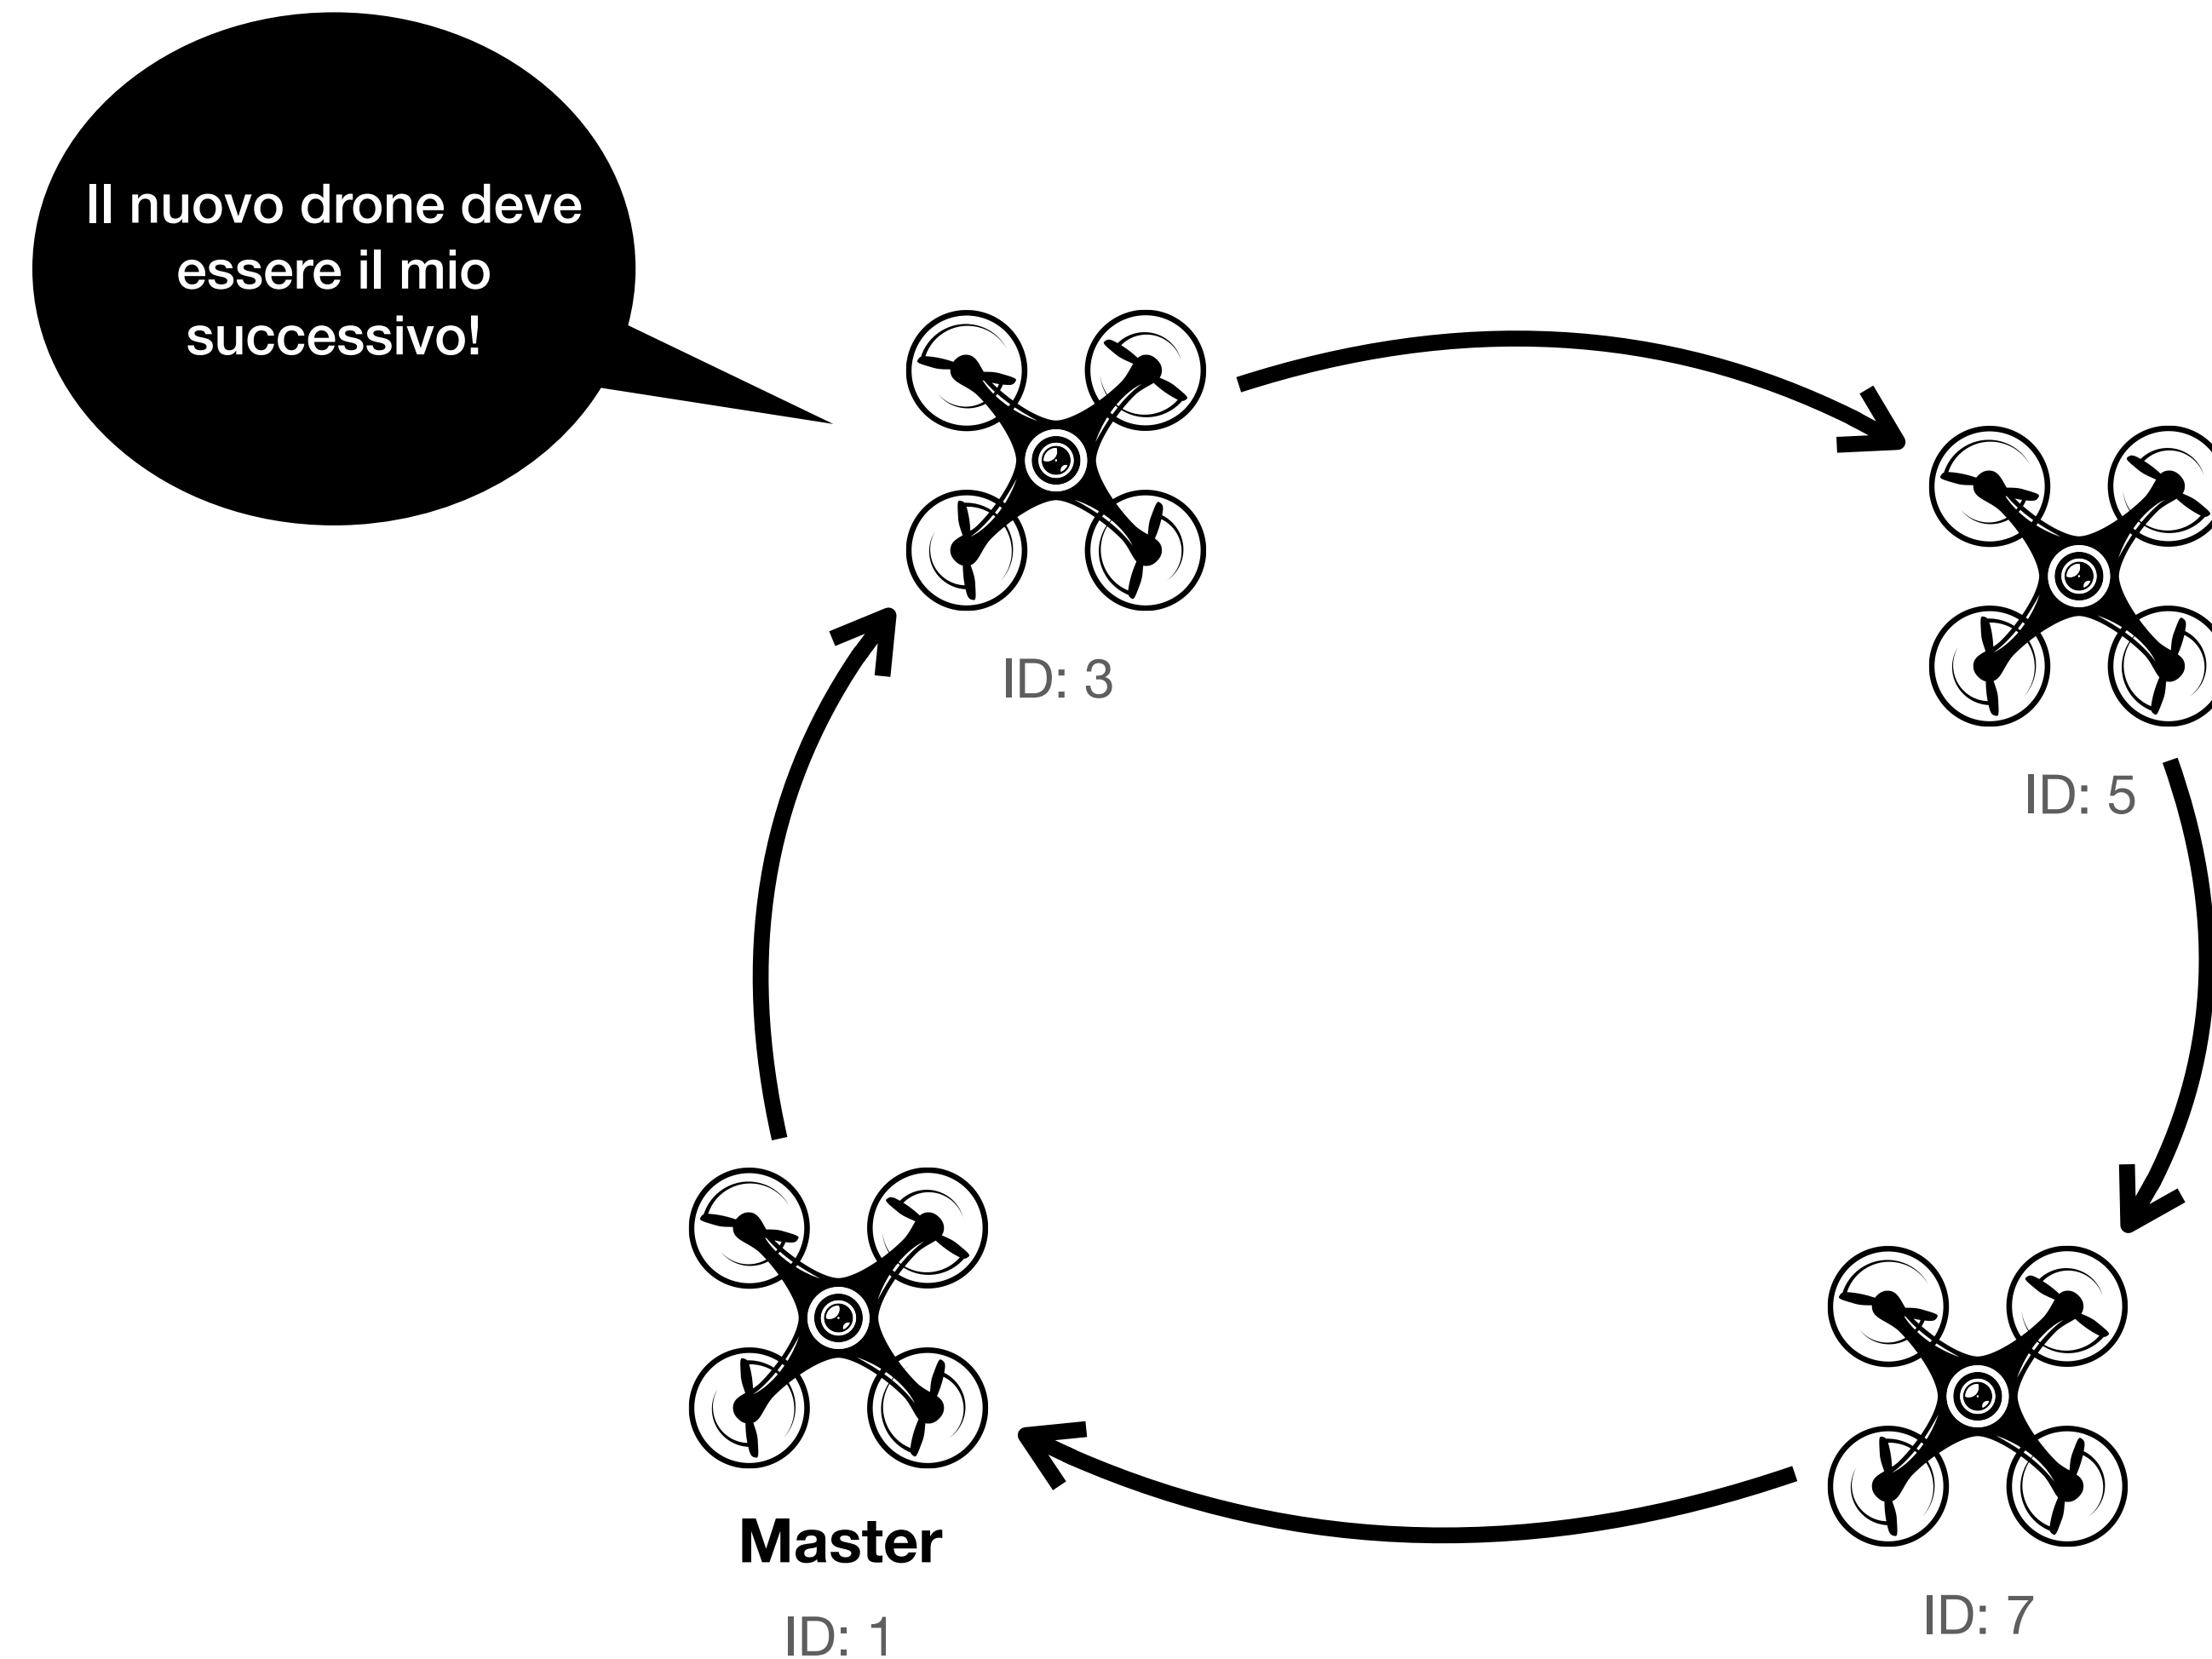 Il nuovo drone deve
essere il mio
successivo!
ID: 3
ID: 5
Master
ID: 1
ID: 7